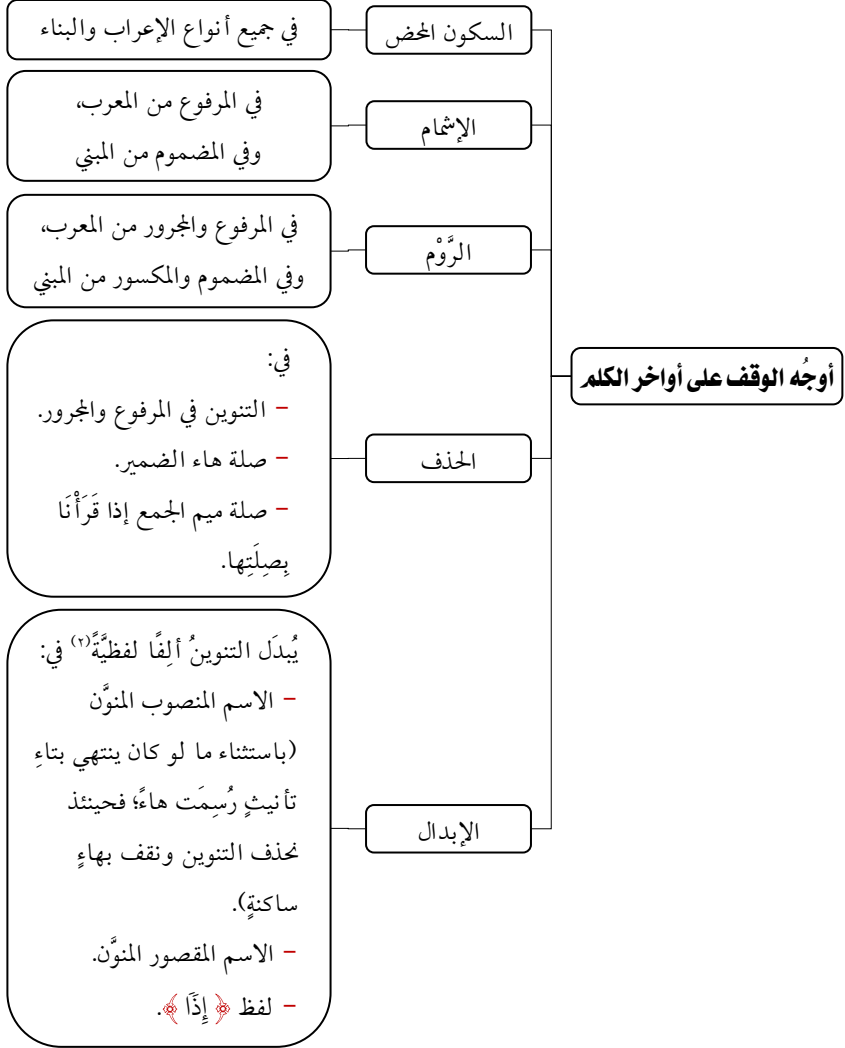 أوجُه الوقف على أواخر الكلم
السكون المحض
في جميع أنواع الإعراب والبناء
الإشمام
في المرفوع من المعرب،
وفي المضموم من المبني
الرَّوْم
في المرفوع والمجرور من المعرب،
وفي المضموم والمكسور من المبني
الحذف
في:
– التنوين في المرفوع والمجرور.
– صلة هاء الضمير.
– صلة ميم الجمع إذا قَرَأْنَا
بِصِلَتِها.
الإبدال
يُبدَل التنوينُ ألِفًا لفظيَّةً(٢) في:
– الاسم المنصوب المنوَّن
(باستثناء ما لو كان ينتهي بتاءِ
تأنيثٍ رُسِمَت هاءً؛ فحينئذ
نحذف التنوين ونقف بهاءٍ
ساكنةٍ).
– الاسم المقصور المنوَّن.
– لفظ ﴿ إِذًا ﴾.